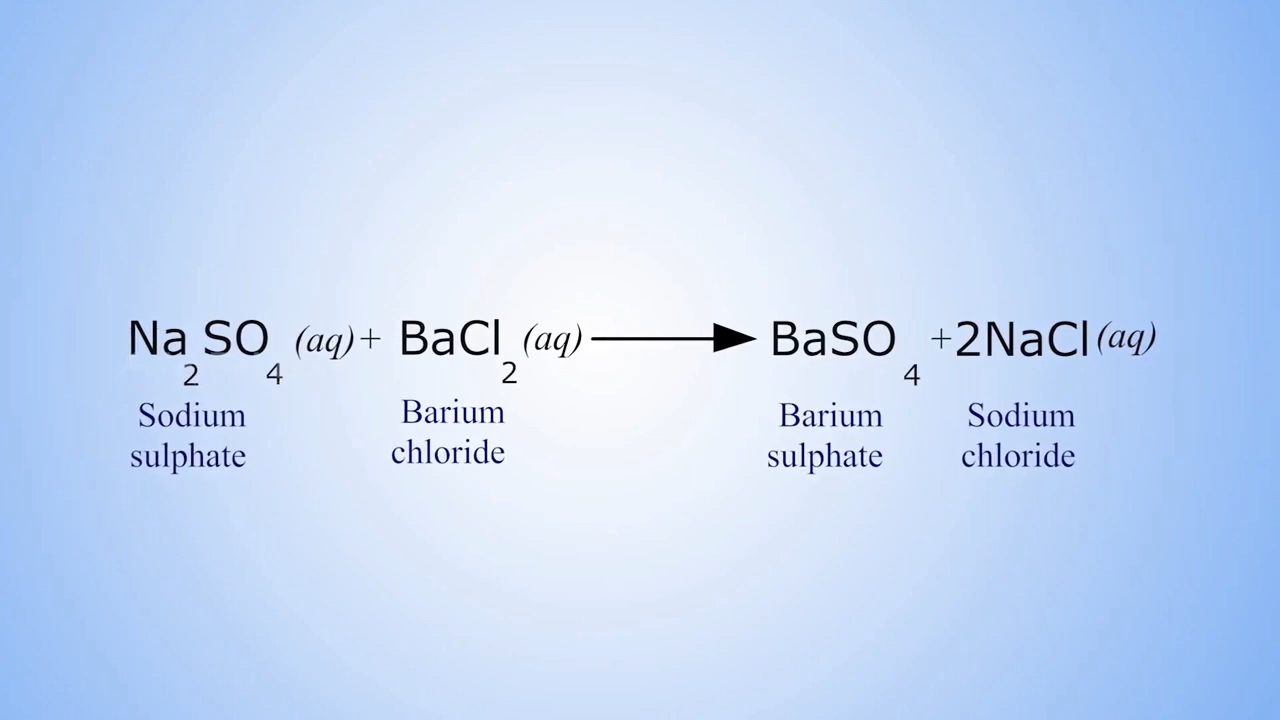 Na₂SO₄ (aq) + BaCl₂ (aq) ⟶ BaSO₄ + 2NaCl (aq)
Sodium sulphate Barium chloride Barium sulphate Sodium chloride